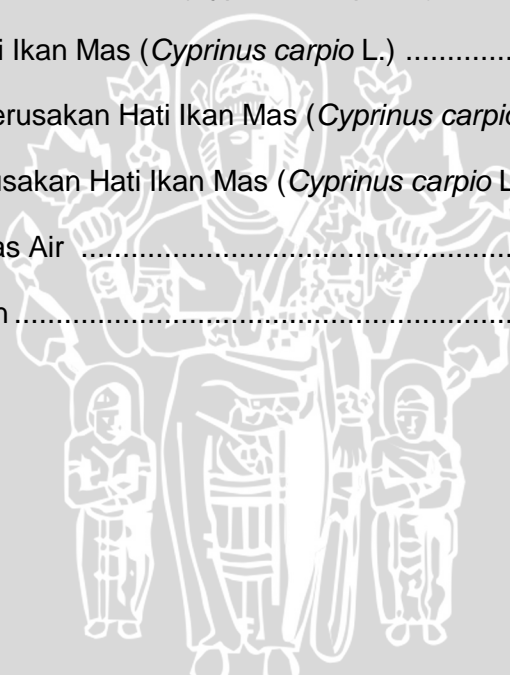 i Ikan Mas (Cyprinus carpio L.) ..............
erusakan Hati Ikan Mas (Cyprinus carpio
usakan Hati Ikan Mas (Cyprinus carpio L
as Air .......................................................
n ................................................................